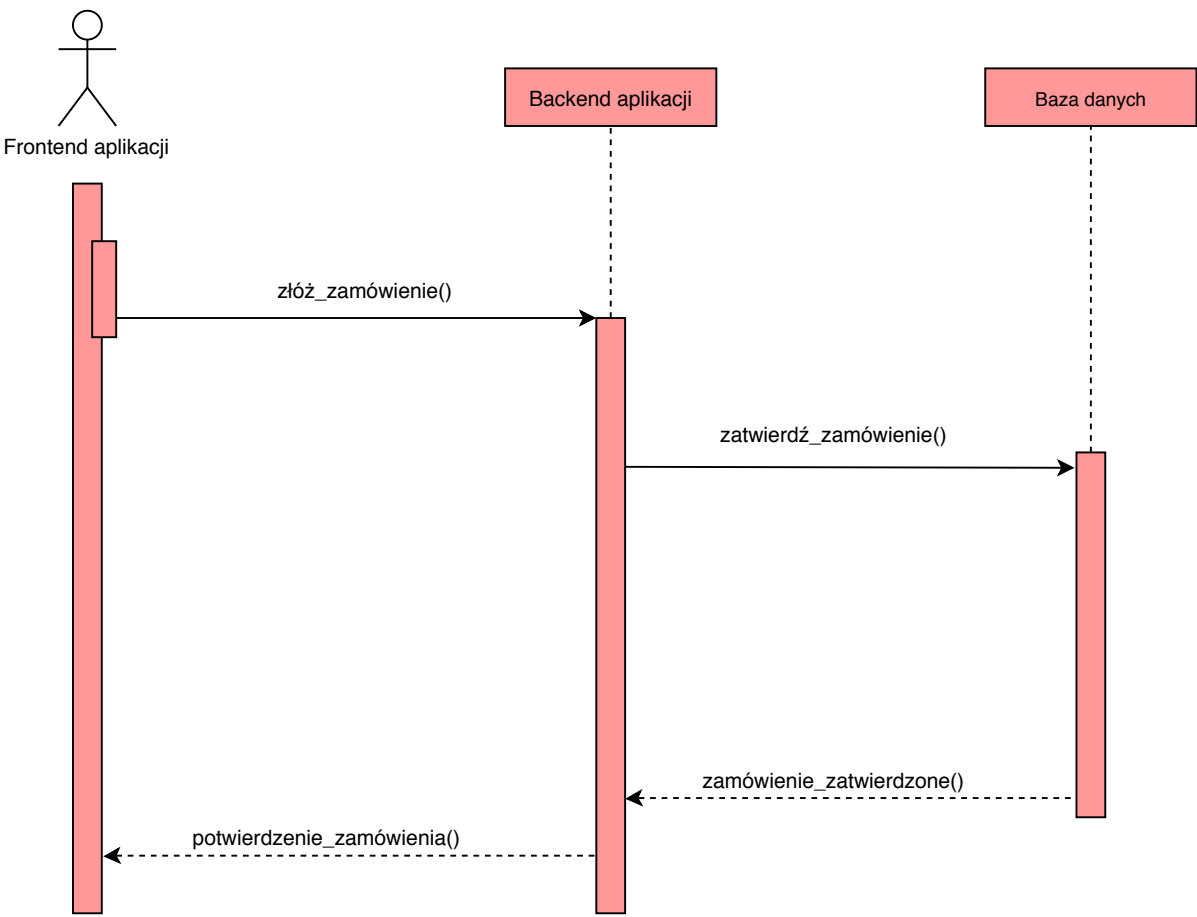 Frontend aplikacji
Backend aplikacji
Baza danych
złóż_zamówienie()
zatwierdź_zamówienie()
zamówienie_zatwierdzone()
potwierdzenie_zamówienia()